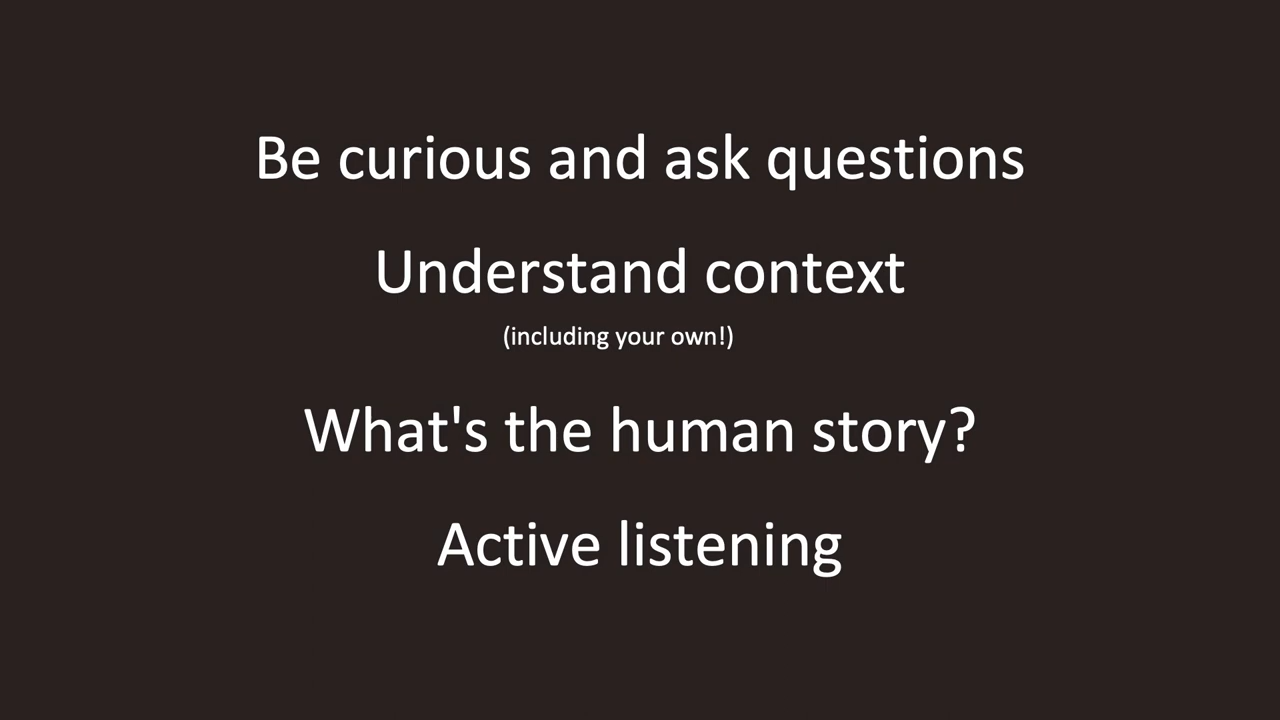 Be curious and ask questions
Understand context
(including your own!)
What's the human story?
Active listening